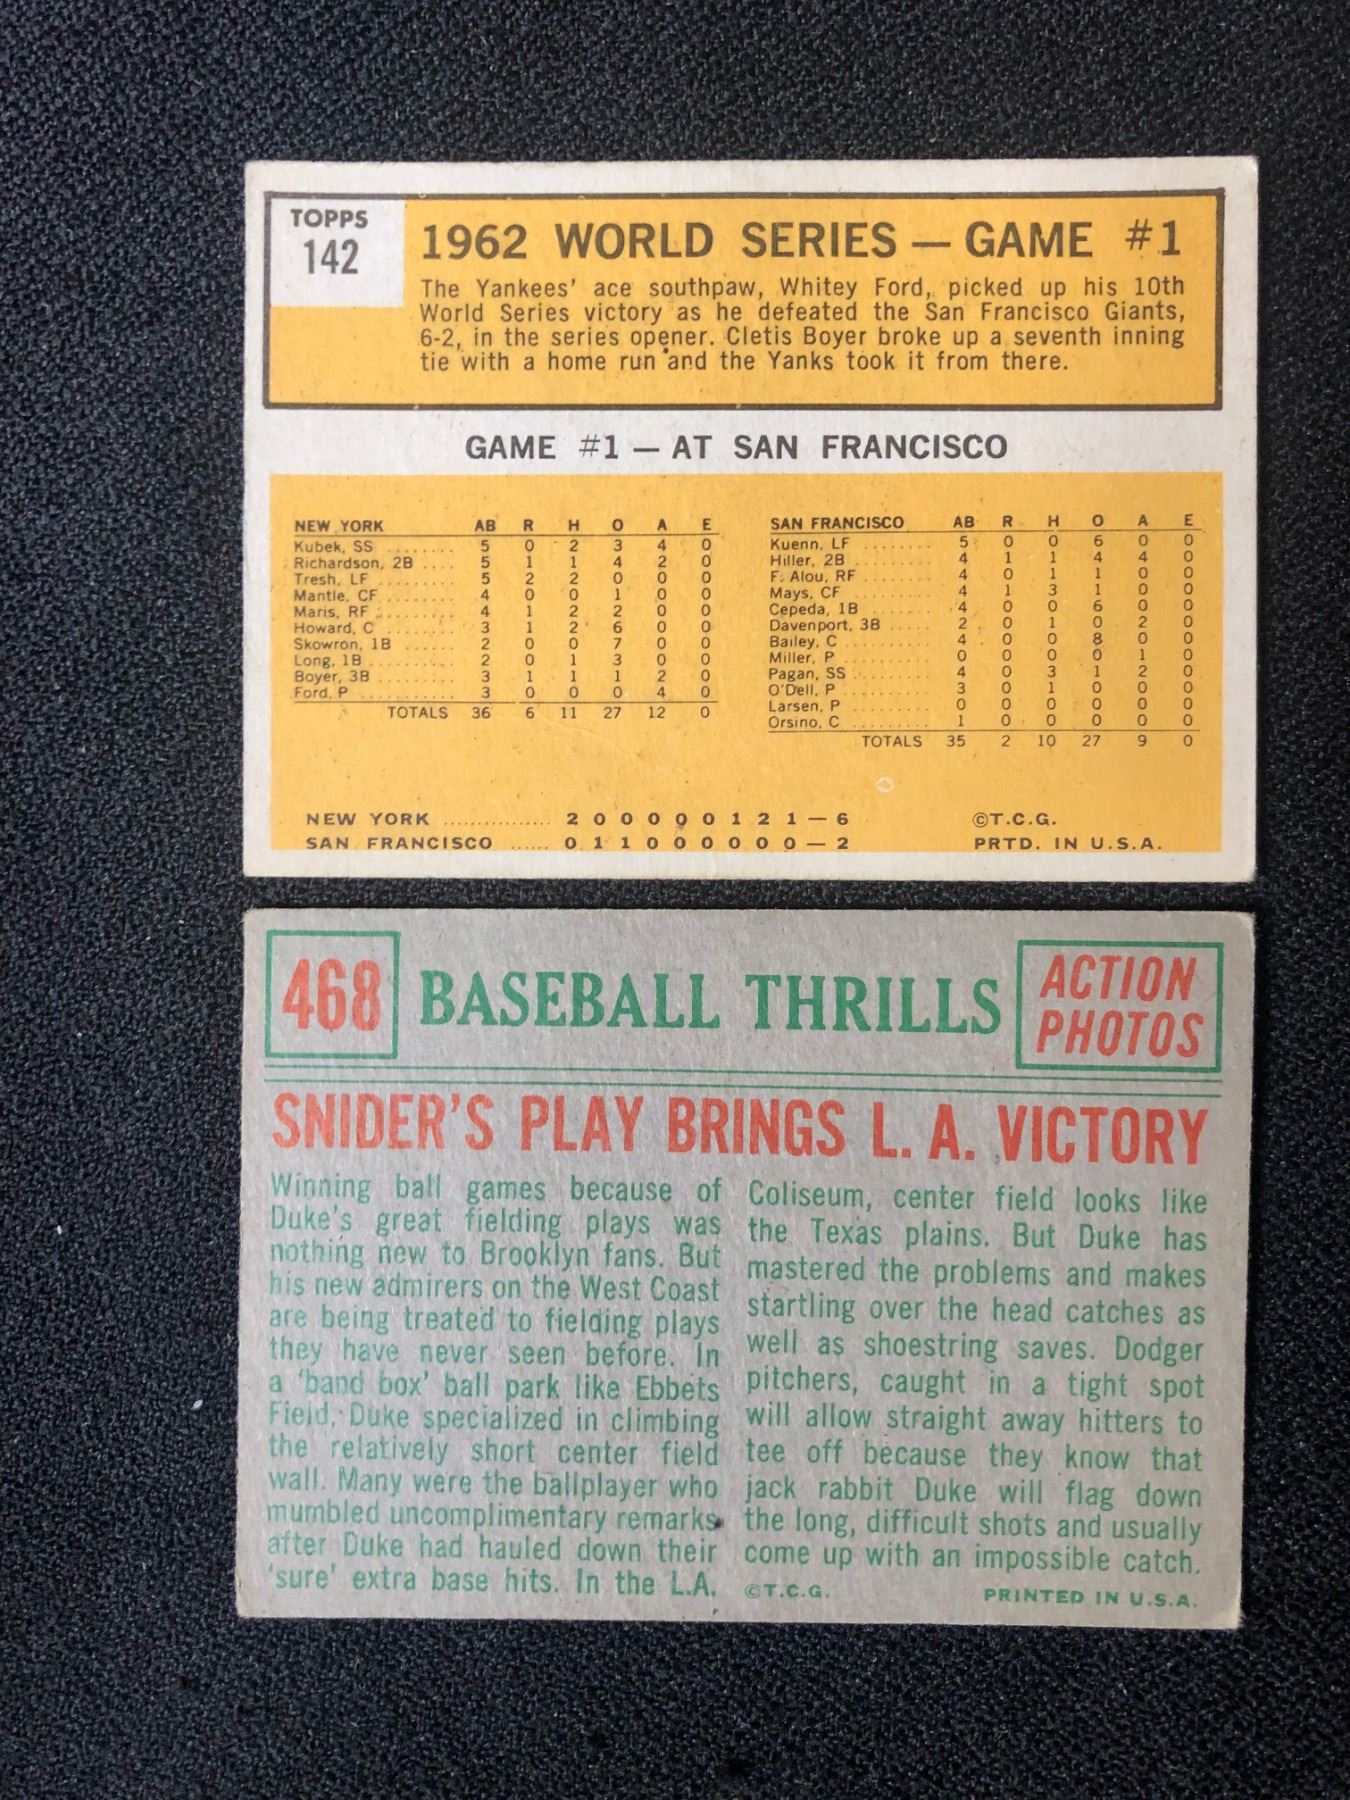 TOPPS
142
1962 WORLD SERIES — GAME #1
The Yankees' ace southpaw, Whitey Ford, picked up his 10th
World Series victory as he defeated the San Francisco Giants,
6-2, in the series opener. Cletis Boyer broke up a seventh inning
tie with a home run and the Yanks took it from there.
GAME #1 — AT SAN FRANCISCO
NEW YORK AB R H O A E
Kubek, SS ........ 5 0 2 3 4 0
Richardson, 2B .... 5 1 1 4 2 0
Tresh, LF ......... 5 2 2 0 0 0
Mantle, CF ........ 4 0 0 1 0 0
Maris, RF ......... 4 1 2 2 0 0
Howard, C ........ 3 1 2 6 0 0
Skowron, 1B ...... 2 0 0 7 0 0
Long, 1B .......... 2 0 1 3 0 0
Boyer, 3B ......... 3 1 1 1 2 0
Ford, P ........... 3 0 0 0 4 0
TOTALS 36 6 11 27 12 0
SAN FRANCISCO AB R H O A E
Kuenn, LF ........ 5 0 0 6 0 0
Hiller, 2B ......... 4 1 1 4 4 0
F. Alou, RF ....... 4 0 1 1 0 0
Mays, CF ......... 4 1 3 1 0 0
Cepeda, 1B ....... 4 0 0 6 0 0
Davenport, 3B ..... 2 0 1 0 2 0
Bailey, C ......... 4 0 0 8 0 0
Miller, P .......... 0 0 0 0 1 0
Pagan, SS ........ 4 0 3 1 2 0
O'Dell, P ......... 3 0 1 0 0 0
Larsen, P ......... 0 0 0 0 0 0
Orsino, C ......... 1 0 0 0 0 0
TOTALS 35 2 10 27 9 0
NEW YORK ................ 2 0 0 0 0 0 1 2 1 — 6
SAN FRANCISCO ...... 0 1 1 0 0 0 0 0 0 — 2
©T.C.G.
PRTD. IN U.S.A.
468
BASEBALL THRILLS
ACTION
PHOTOS
SNIDER'S PLAY BRINGS L. A. VICTORY
Winning ball games because of
Duke's great fielding plays was
nothing new to Brooklyn fans. But
his new admirers on the West Coast
are being treated to fielding plays
they have never seen before. In
a 'band box' ball park like Ebbets
Field, Duke specialized in climbing
the relatively short center field
wall. Many were the ballplayer who
mumbled uncomplimentary remarks
after Duke had hauled down their
'sure' extra base hits. In the L.A.
Coliseum, center field looks like
the Texas plains. But Duke has
mastered the problems and makes
startling over the head catches as
well as shoestring saves. Dodger
pitchers, caught in a tight spot
will allow straight away hitters to
tee off because they know that
jack rabbit Duke will flag down
the long, difficult shots and usually
come up with an impossible catch.
©T.C.G. PRINTED IN U.S.A.